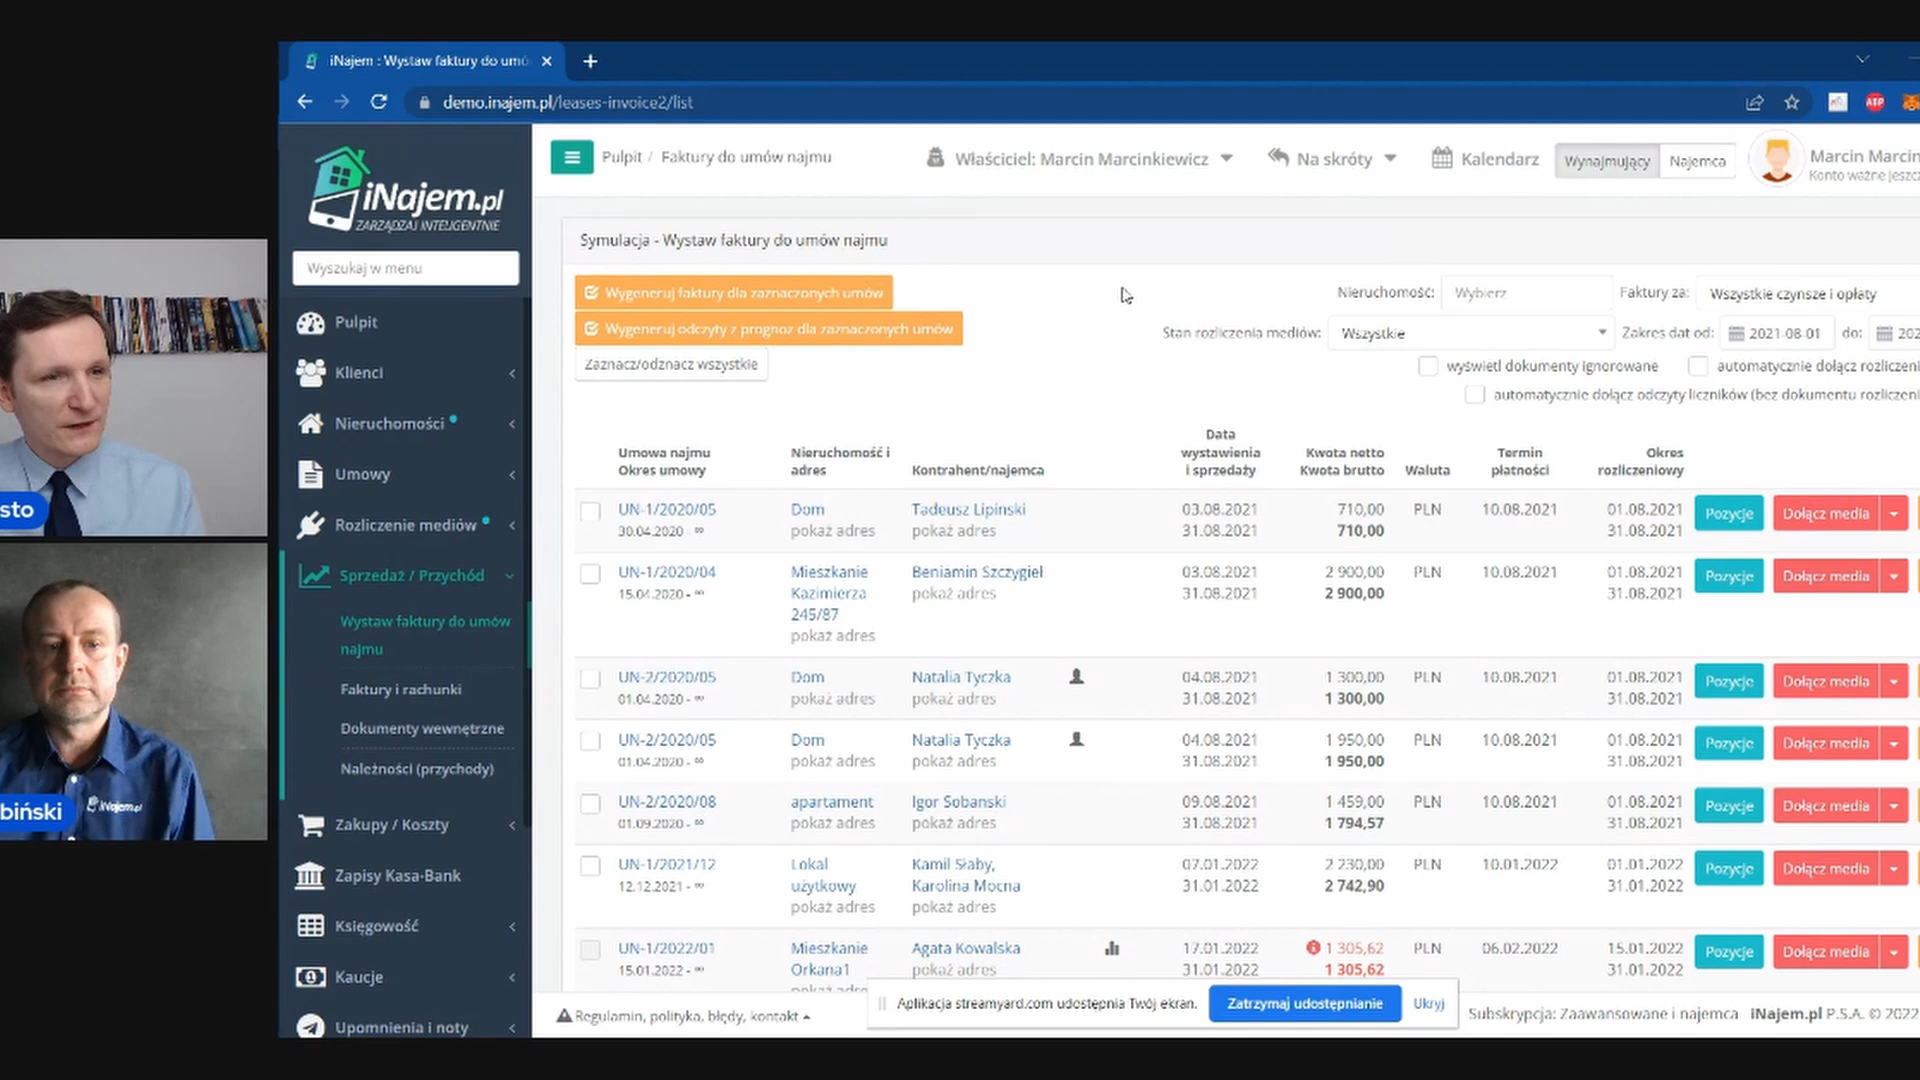 iNajem : Wystaw faktury do umó
demo.inajem.pl/leases-invoice2/list
iNajem.pl
ZARZĄDZAJ INTELIGENTNIE
Pulpit / Faktury do umów najmu
Właściciel: Marcin Marcinkiewicz
Na skróty
Kalendarz
Wynajmujący
Najemca
Marcin Marcin
Konto ważne jeszcz
Wyszukaj w menu
Pulpit
Klienci
Nieruchomości
Umowy
Rozliczenie mediów
Sprzedaż / Przychód
Wystaw faktury do umów
najmu
Faktury i rachunki
Dokumenty wewnętrzne
Należności (przychody)
Zakupy / Koszty
Zapisy Kasa-Bank
Księgowość
Kaucje
Upomnienia i noty
sto
biński
iNajem.pl
Symulacja - Wystaw faktury do umów najmu
Wygeneruj faktury dla zaznaczonych umów
Wygeneruj odczyty z prognoz dla zaznaczonych umów
Zaznacz/odznacz wszystkie
Nieruchomość: Wybierz Faktury za: Wszystkie czynsze i opłaty
Stan rozliczenia mediów: Wszystkie Zakres dat od: 2021-08-01 do: 202
wyświetl dokumenty ignorowane automatycznie dołącz rozliczeni
automatycznie dołącz odczyty liczników (bez dokumentu rozliczeni
Data
Umowa najmu Nieruchomość i wystawienia Kwota netto Termin Okres
Okres umowy adres Kontrahent/najemca i sprzedaży Kwota brutto Waluta płatności rozliczeniowy
UN-1/2020/05 Dom Tadeusz Lipinski 03.08.2021 710,00 PLN 10.08.2021 01.08.2021 Pozycje Dołącz media
30.04.2020 - ∞ pokaż adres pokaż adres 31.08.2021 710,00 31.08.2021
UN-1/2020/04 Mieszkanie Beniamin Szczygieł 03.08.2021 2 900,00 PLN 10.08.2021 01.08.2021 Pozycje Dołącz media
15.04.2020 - ∞ Kazimierza pokaż adres 31.08.2021 2 900,00 31.08.2021
245/87
pokaż adres
UN-2/2020/05 Dom Natalia Tyczka 04.08.2021 1 300,00 PLN 10.08.2021 01.08.2021 Pozycje Dołącz media
01.04.2020 - ∞ pokaż adres pokaż adres 31.08.2021 1 300,00 31.08.2021
UN-2/2020/05 Dom Natalia Tyczka 04.08.2021 1 950,00 PLN 10.08.2021 01.08.2021 Pozycje Dołącz media
01.04.2020 - ∞ pokaż adres pokaż adres 31.08.2021 1 950,00 31.08.2021
UN-2/2020/08 apartament Igor Sobanski 09.08.2021 1 459,00 PLN 10.08.2021 01.08.2021 Pozycje Dołącz media
01.09.2020 - ∞ pokaż adres pokaż adres 31.08.2021 1 794,57 31.08.2021
UN-1/2021/12 Lokal Kamil Słaby, 07.01.2022 2 230,00 PLN 10.01.2022 01.01.2022 Pozycje Dołącz media
12.12.2021 - ∞ użytkowy Karolina Mocna 31.01.2022 2 742,90 31.01.2022
pokaż adres pokaż adres
UN-1/2022/01 Mieszkanie Agata Kowalska 17.01.2022 1 305,62 PLN 06.02.2022 15.01.2022 Pozycje Dołącz media
15.01.2022 - ∞ Orkana1 pokaż adres 31.01.2022 1 305,62 31.01.2022
pokaż adres
Aplikacja streamyard.com udostępnia Twój ekran. Zatrzymaj udostępnianie Ukryj
Regulamin, polityka, błędy, kontakt
Subskrypcja: Zaawansowane i najemca iNajem.pl P.S.A. © 2022